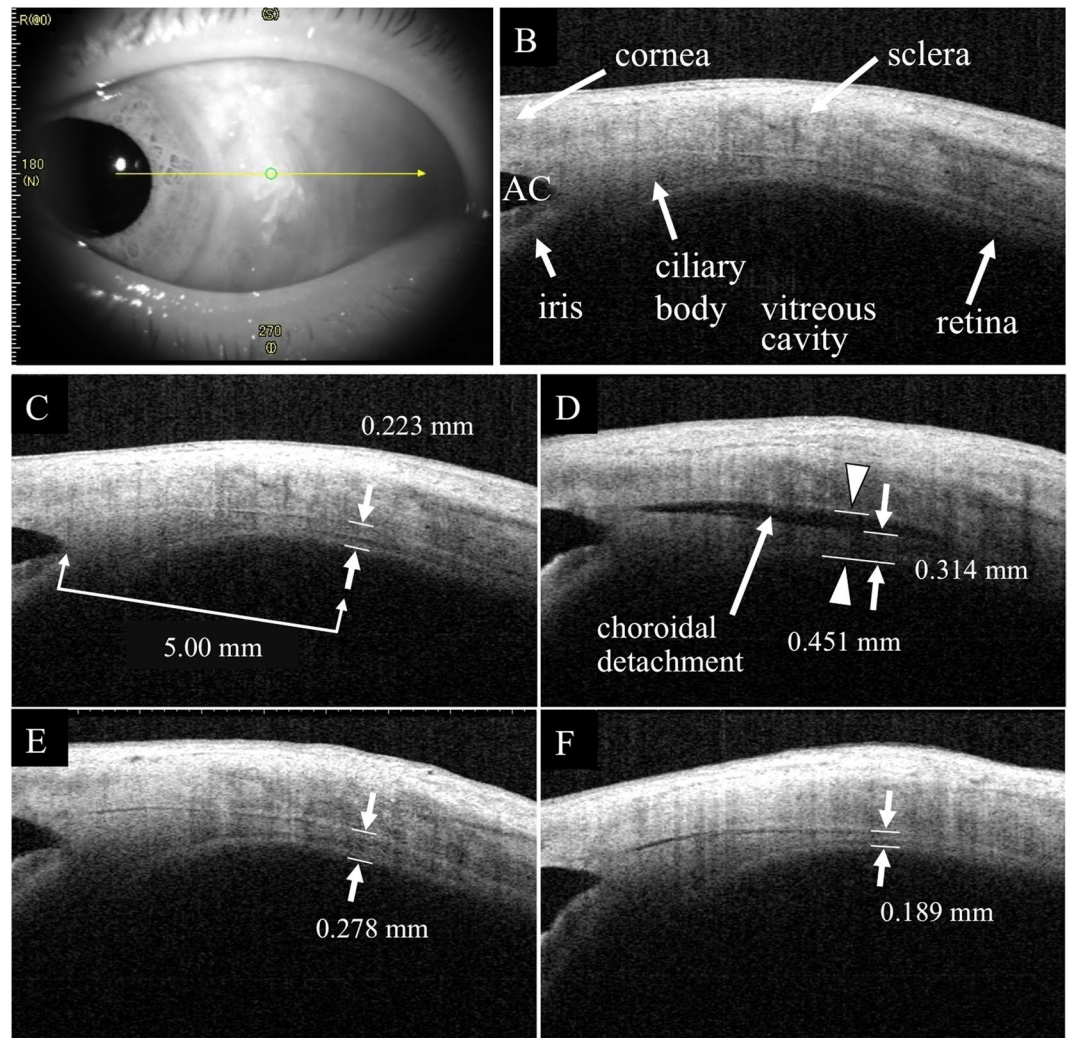 R(@0)
(S)
180
(N)
270
(I)
B
cornea
sclera
AC
iris
ciliary
body
vitreous
cavity
retina
C
0.223 mm
5.00 mm
D
0.314 mm
choroidal
detachment
0.451 mm
E
0.278 mm
F
0.189 mm